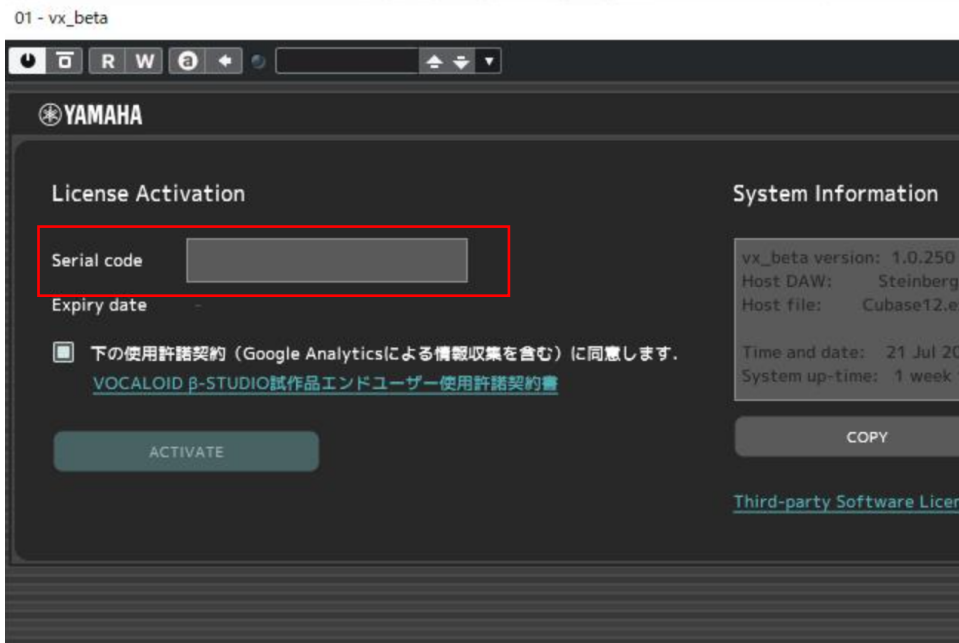 01 - vx_beta
R W a
YAMAHA
License Activation
Serial code
Expiry date -
下の使用許諾契約（Google Analyticsによる情報収集を含む）に同意します.
VOCALOID β-STUDIO試作品エンドユーザー使用許諾契約書
ACTIVATE
System Information
vx_beta version: 1.0.250
Host DAW: Steinberg
Host file: Cubase12.e
Time and date: 21 Jul 20
System up-time: 1 week
COPY
Third-party Software Licen